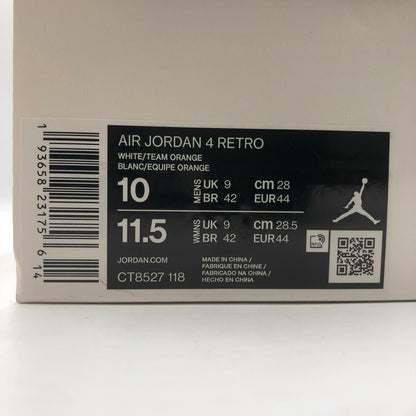 AIR JORDAN 4 RETRO
WHITE/TEAM ORANGE
BLANC/EQUIPE ORANGE
10 MENS UK 9 cm 28
BR 42 EUR 44
11.5 WMNS UK 9 cm 28.5
BR 42 EUR 44
JORDAN.COM
CT8527 118
MADE IN CHINA /
FABRIQUE EN CHINE /
FABRICADO NA CHINA /
HECHO EN CHINA
1 93658 23175 6 14